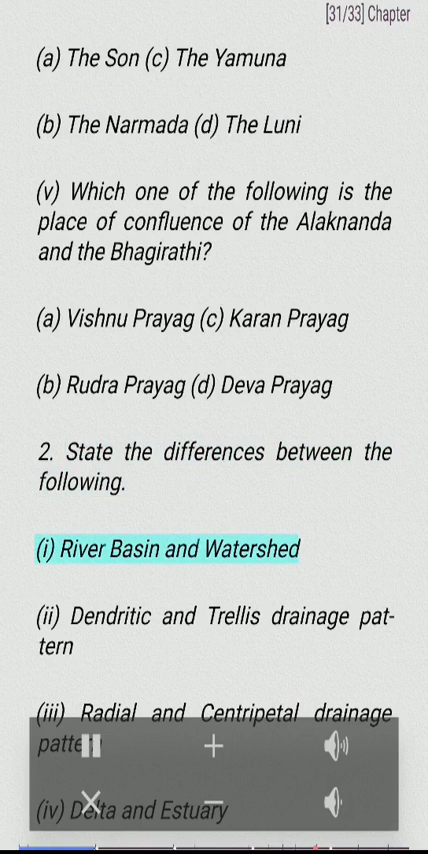 [31/33] Chapter
(a) The Son (c) The Yamuna
(b) The Narmada (d) The Luni
(v) Which one of the following is the
place of confluence of the Alaknanda
and the Bhagirathi?
(a) Vishnu Prayag (c) Karan Prayag
(b) Rudra Prayag (d) Deva Prayag
2. State the differences between the
following.
(i) River Basin and Watershed
(ii) Dendritic and Trellis drainage pat-
tern
(iii) Radial and Centripetal drainage
(iv) Delta and Estuary